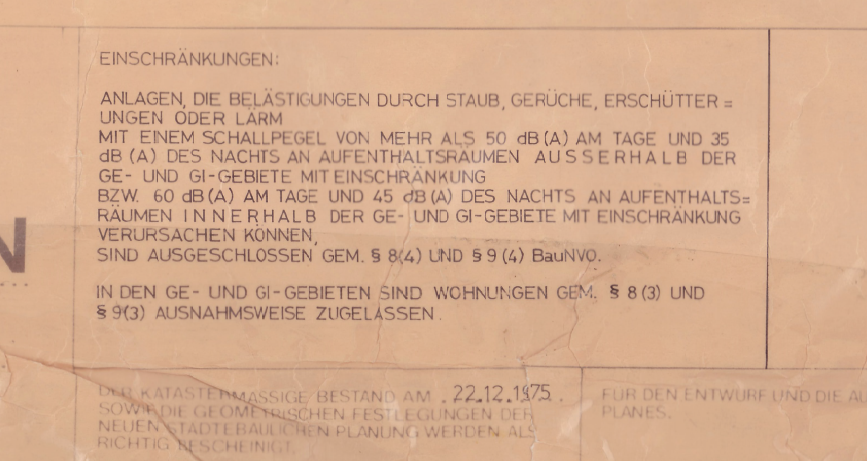 EINSCHRÄNKUNGEN:
ANLAGEN, DIE BELÄSTIGUNGEN DURCH STAUB, GERÜCHE, ERSCHÜTTER=
UNGEN ODER LÄRM
MIT EINEM SCHALLPEGEL VON MEHR ALS 50 dB (A) AM TAGE UND 35
dB (A) DES NACHTS AN AUFENTHALTSRÄUMEN AUSSERHALB DER
GE- UND GI-GEBIETE MIT EINSCHRÄNKUNG
BZW. 60 dB (A) AM TAGE UND 45 dB (A) DES NACHTS AN AUFENTHALTS=
RÄUMEN INNERHALB DER GE- UND GI-GEBIETE MIT EINSCHRÄNKUNG
VERURSACHEN KÖNNEN,
SIND AUSGESCHLOSSEN GEM. § 8(4) UND § 9 (4) BauNVO.
IN DEN GE- UND GI-GEBIETEN SIND WOHNUNGEN GEM. § 8 (3) UND
§ 9(3) AUSNAHMSWEISE ZUGELASSEN.
N
DER KATASTERMÄSSIGE BESTAND AM . 22.12.1975 .
SOWIE DIE GEOMETRISCHEN FESTLEGUNGEN DER
NEUEN STÄDTEBAULICHEN PLANUNG WERDEN ALS
RICHTIG BESCHEINIGT.
FÜR DEN ENTWURF UND DIE AU
PLANES.